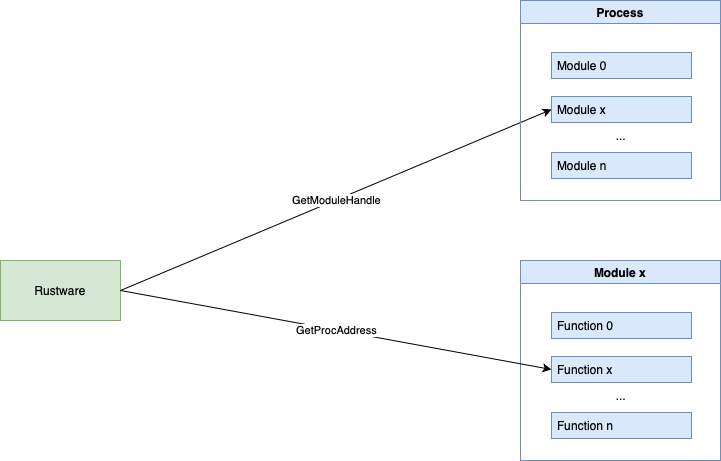 Process
Module 0
Module x
...
Module n
GetModuleHandle
Rustware
GetProcAddress
Module x
Function 0
Function x
...
Function n